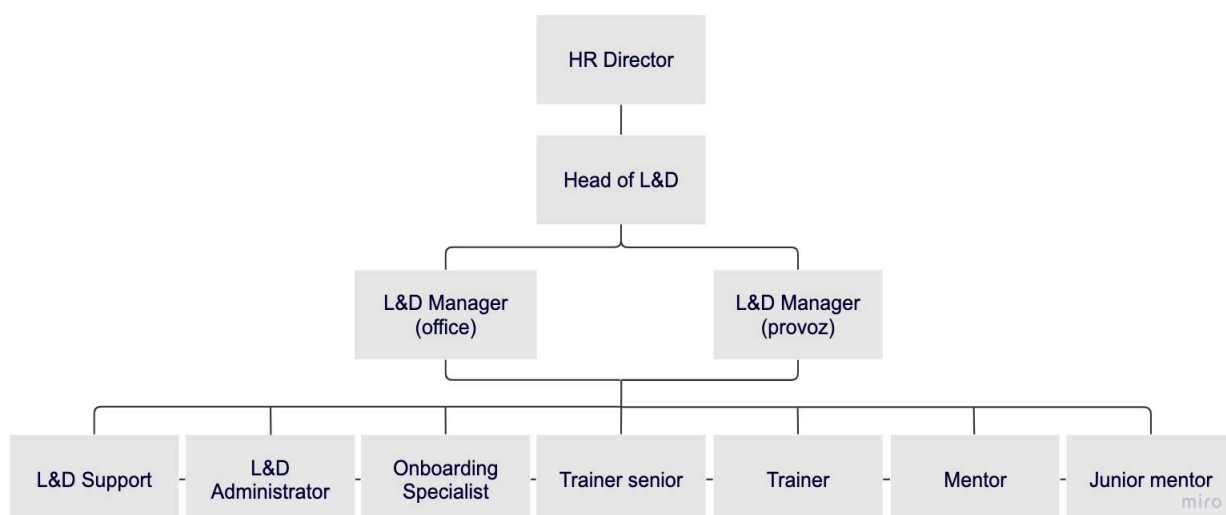 HR Director
Head of L&D
L&D Manager
(office)
L&D Manager
(provoz)
L&D Support
L&D
Administrator
Onboarding
Specialist
Trainer senior
Trainer
Mentor
Junior mentor
miro